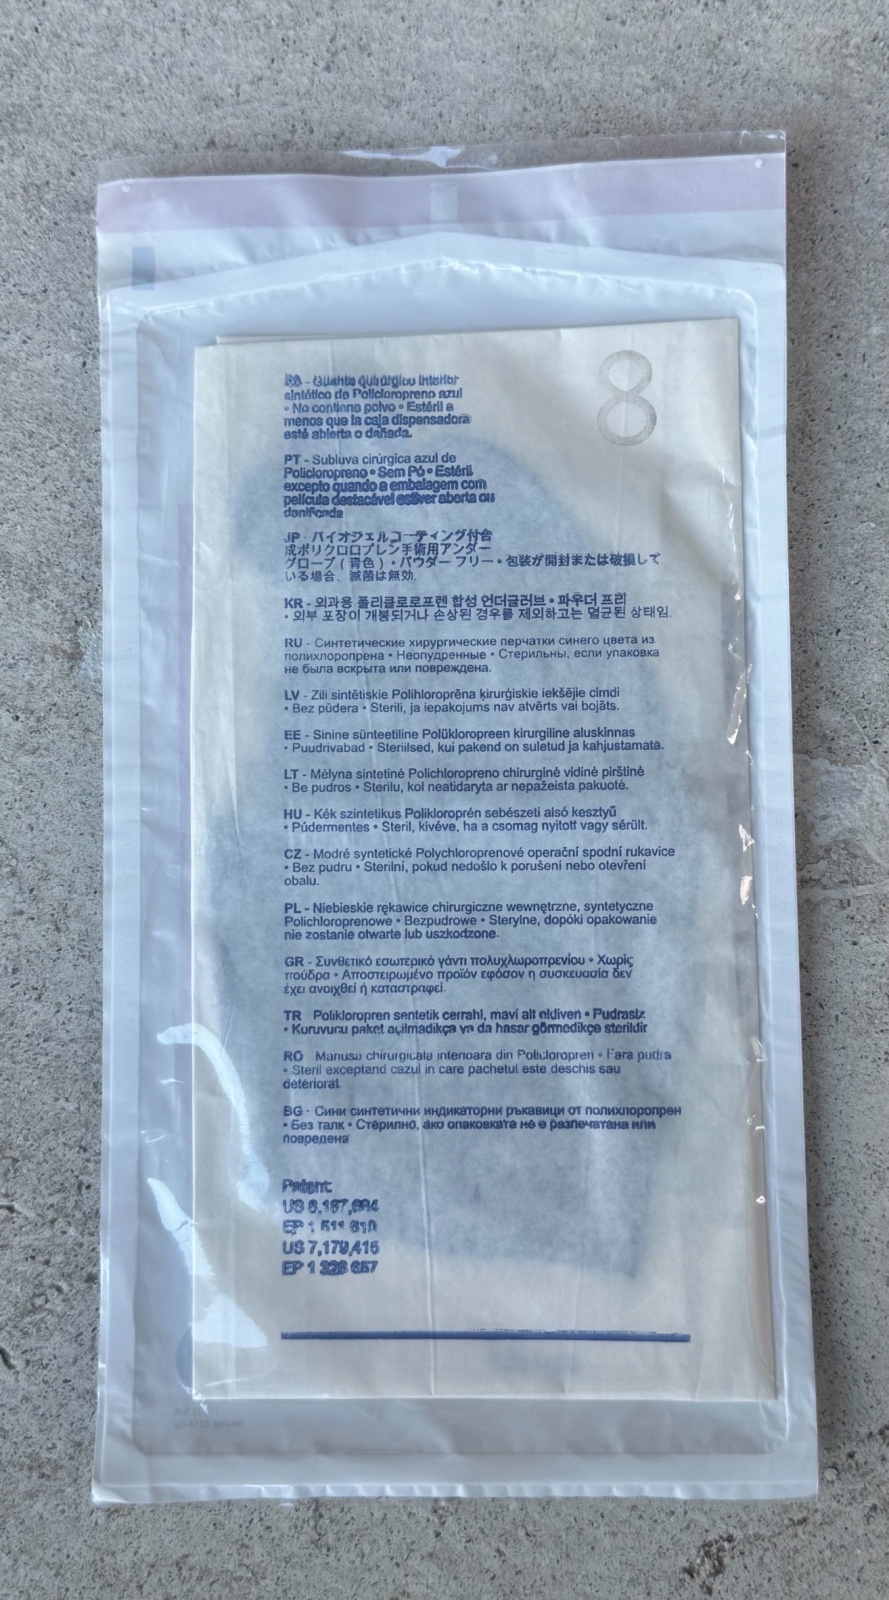 8
ES - Guante quirúrgico interior
sintético de Policloropreno azul
• No contiene polvo • Estéril a
menos que la caja dispensadora
esté abierta o dañada.
PT - Subluva cirúrgica azul de
Policloropreno • Sem Pó • Estéril
excepto quando a embalagem com
película destacável estiver aberta ou
danificada
JP - バイオジェルコーティング付合
成ポリクロロプレン手術用アンダー
グローブ ( 青色 ) • パウダー フリー • 包装が開封または破損して
いる場合、滅菌は無効.
KR - 외과용 폴리클로로프렌 합성 언더글러브 • 파우더 프리
• 외부 포장이 개봉되거나 손상된 경우를 제외하고는 멸균된 상태임.
RU - Синтетические хирургические перчатки синего цвета из
полихлоропрена • Неопудренные • Стерильны, если упаковка
не была вскрыта или повреждена.
LV - Zili sintētiskie Polihloroprēna ķirurģiskie iekšējie cimdi
• Bez pūdera • Sterili, ja iepakojums nav atvērts vai bojāts.
EE - Sinine sünteetiline Polükloropreen kirurgiline aluskinnas
• Puudrivabad • Steriilsed, kui pakend on suletud ja kahjustamata.
LT - Mėlyna sintetinė Polichloropreno chirurginė vidinė pirštinė
• Be pudros • Sterilu, kol neatidaryta ar nepažeista pakuotė.
HU - Kék szintetikus Polikloroprén sebészeti alsó kesztyű
• Púdermentes • Steril, kivéve, ha a csomag nyitott vagy sérült.
CZ - Modré syntetické Polychloroprenové operační spodní rukavice
• Bez pudru • Sterilní, pokud nedošlo k porušení nebo otevření
obalu.
PL - Niebieskie rękawice chirurgiczne wewnętrzne, syntetyczne
Polichloroprenowe • Bezpudrowe • Sterylne, dopóki opakowanie
nie zostanie otwarte lub uszkodzone.
GR - Συνθετικό εσωτερικό γάντι πολυχλωροπρενίου • Χωρίς
πούδρα • Αποστειρωμένο προϊόν εφόσον η συσκευασία δεν
έχει ανοιχθεί ή καταστραφεί.
TR Polikloropren sentetik cerrahi, mavi alt eldiven • Pudrasız
• Kuruvucu paket açılmadıkça ya da hasar görmedikçe sterildir
RO Manusa chirurgicala interioara din Policloropren • Fara pudra
• Steril exceptand cazul in care pachetul este deschis sau
deteriorat.
BG - Сини синтетични индикаторни ръкавици от полихлоропрен
• Без талк • Стерилно, ако опаковката не е разпечатана или
повредена
Patent:
US 7,179,415